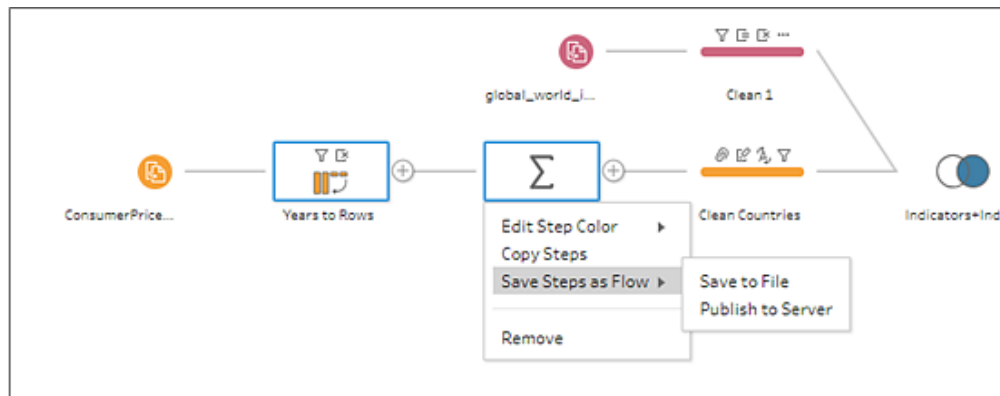 global_world_i...
Clean 1
ConsumerPrice...
Years to Rows
Clean Countries
Indicators+Ind
Edit Step Color
Copy Steps
Save Steps as Flow
Save to File
Publish to Server
Remove